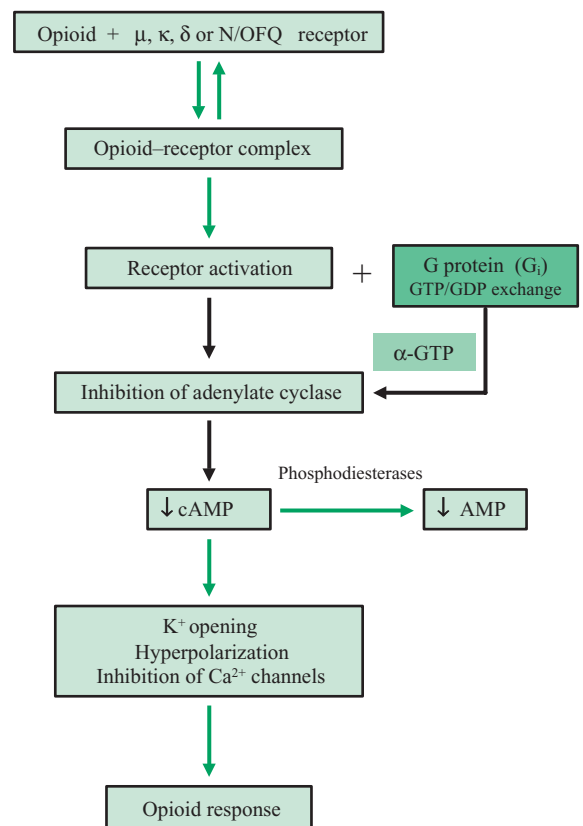 Opioid + μ, κ, δ or N/OFQ receptor
Opioid–receptor complex
Receptor activation
+
G protein (Gᵢ)
GTP/GDP exchange
α-GTP
Inhibition of adenylate cyclase
Phosphodiesterases
↓ cAMP
↓ AMP
K⁺ opening
Hyperpolarization
Inhibition of Ca²⁺ channels
Opioid response